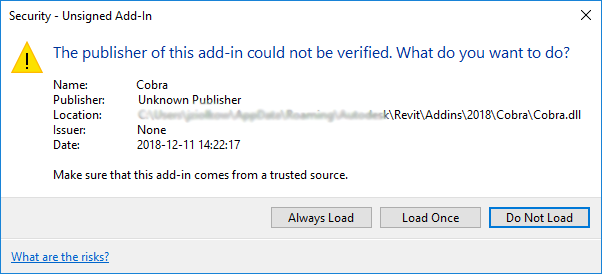 Security - Unsigned Add-In
The publisher of this add-in could not be verified. What do you want to do?
Name: Cobra
Publisher: Unknown Publisher
Location: \Revit\Addins\2018\Cobra\Cobra.dll
Issuer: None
Date: 2018-12-11 14:22:17
Make sure that this add-in comes from a trusted source.
Always Load Load Once Do Not Load
What are the risks?